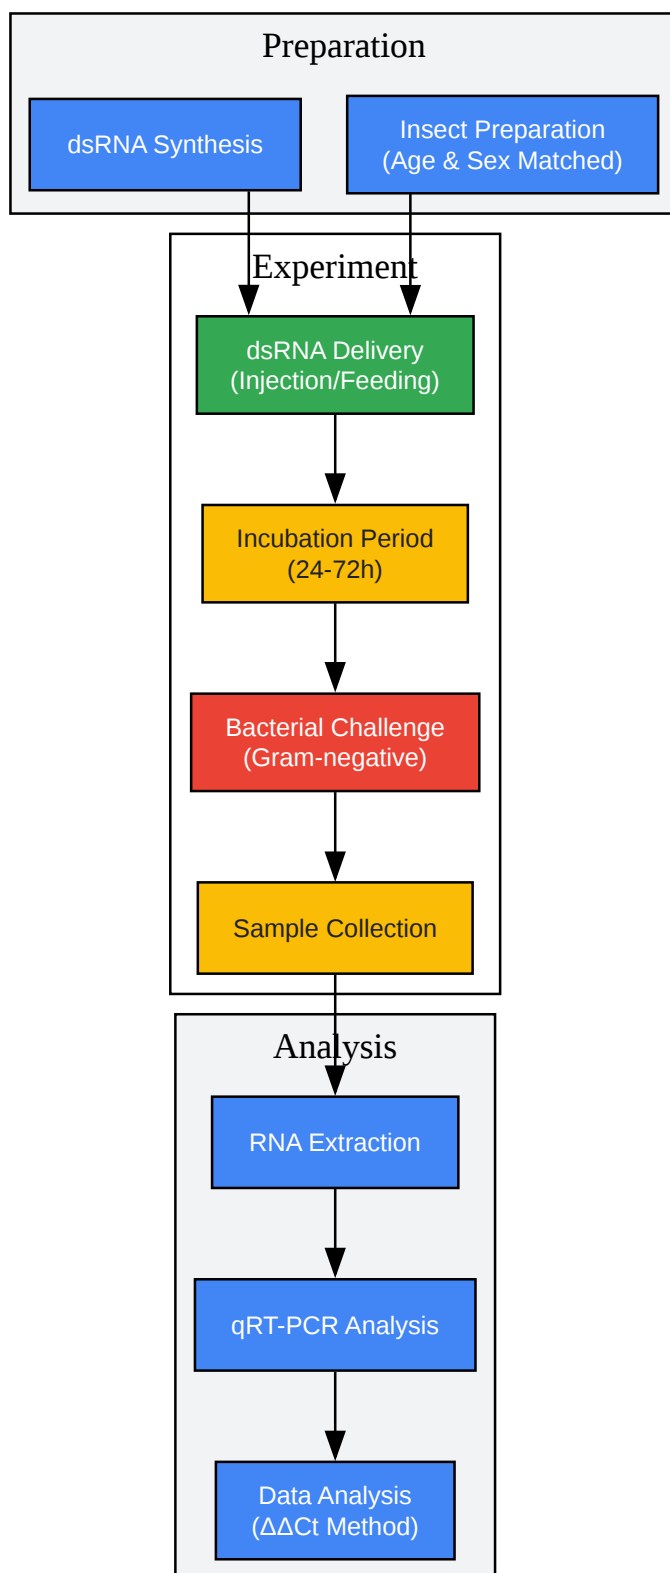 Preparation
dsRNA Synthesis
Insect Preparation
(Age & Sex Matched)
Experiment
dsRNA Delivery
(Injection/Feeding)
Incubation Period
(24-72h)
Bacterial Challenge
(Gram-negative)
Sample Collection
Analysis
RNA Extraction
qRT-PCR Analysis
Data Analysis
(ΔΔCt Method)